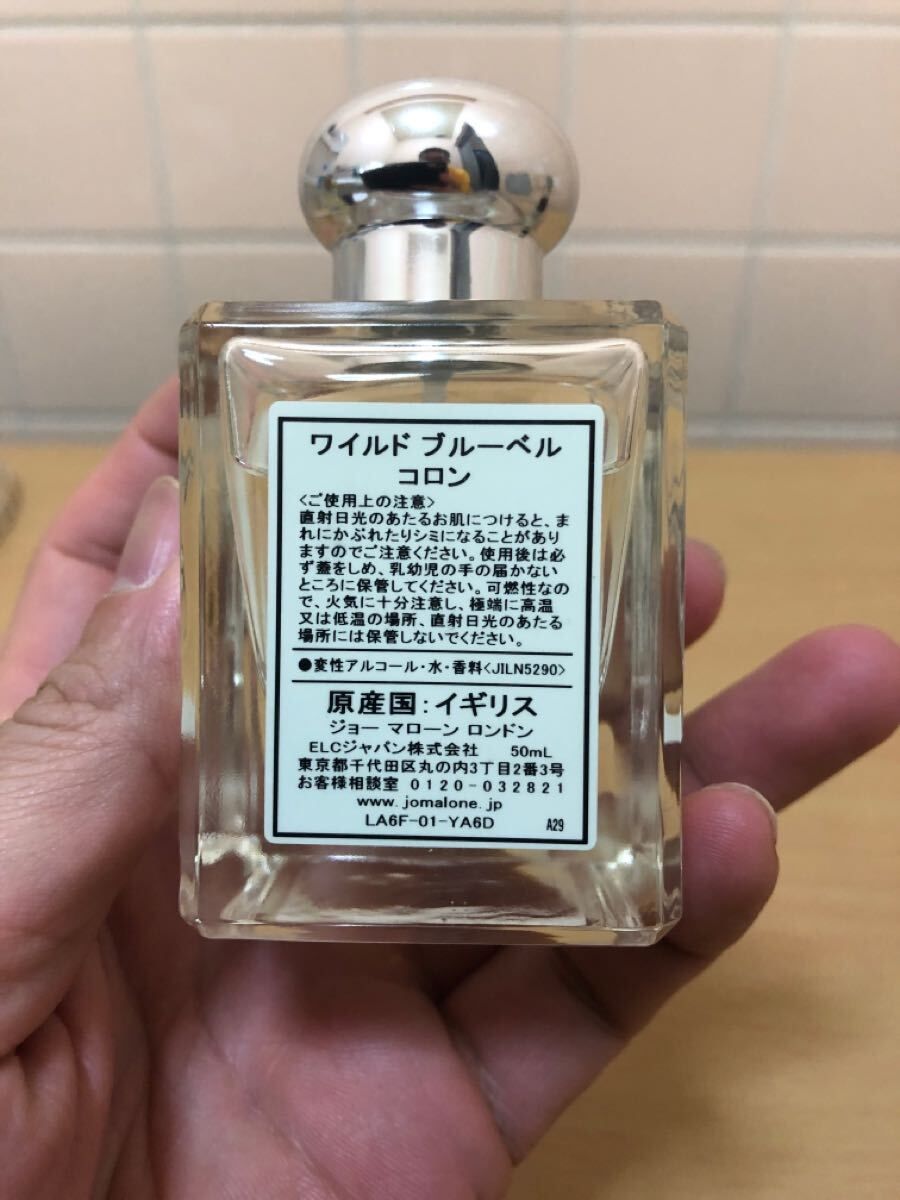 ワイルド ブルーベル
コロン
〈ご使用上の注意〉
直射日光のあたるお肌につけると、ま
れにかぶれたりシミになることがあり
ますのでご注意ください。使用後は必
ず蓋をしめ、乳幼児の手の届かない
ところに保管してください。可燃性なの
で、火気に十分注意し、極端に高温
又は低温の場所、直射日光のあたる
場所には保管しないでください。
●変性アルコール・水・香料〈JILN5290〉
原産国：イギリス
ジョー マローン ロンドン
ELCジャパン株式会社 50mL
東京都千代田区丸の内3丁目2番3号
お客様相談室 0120-032821
www.jomalone.jp
LA6F-01-YA6D A29